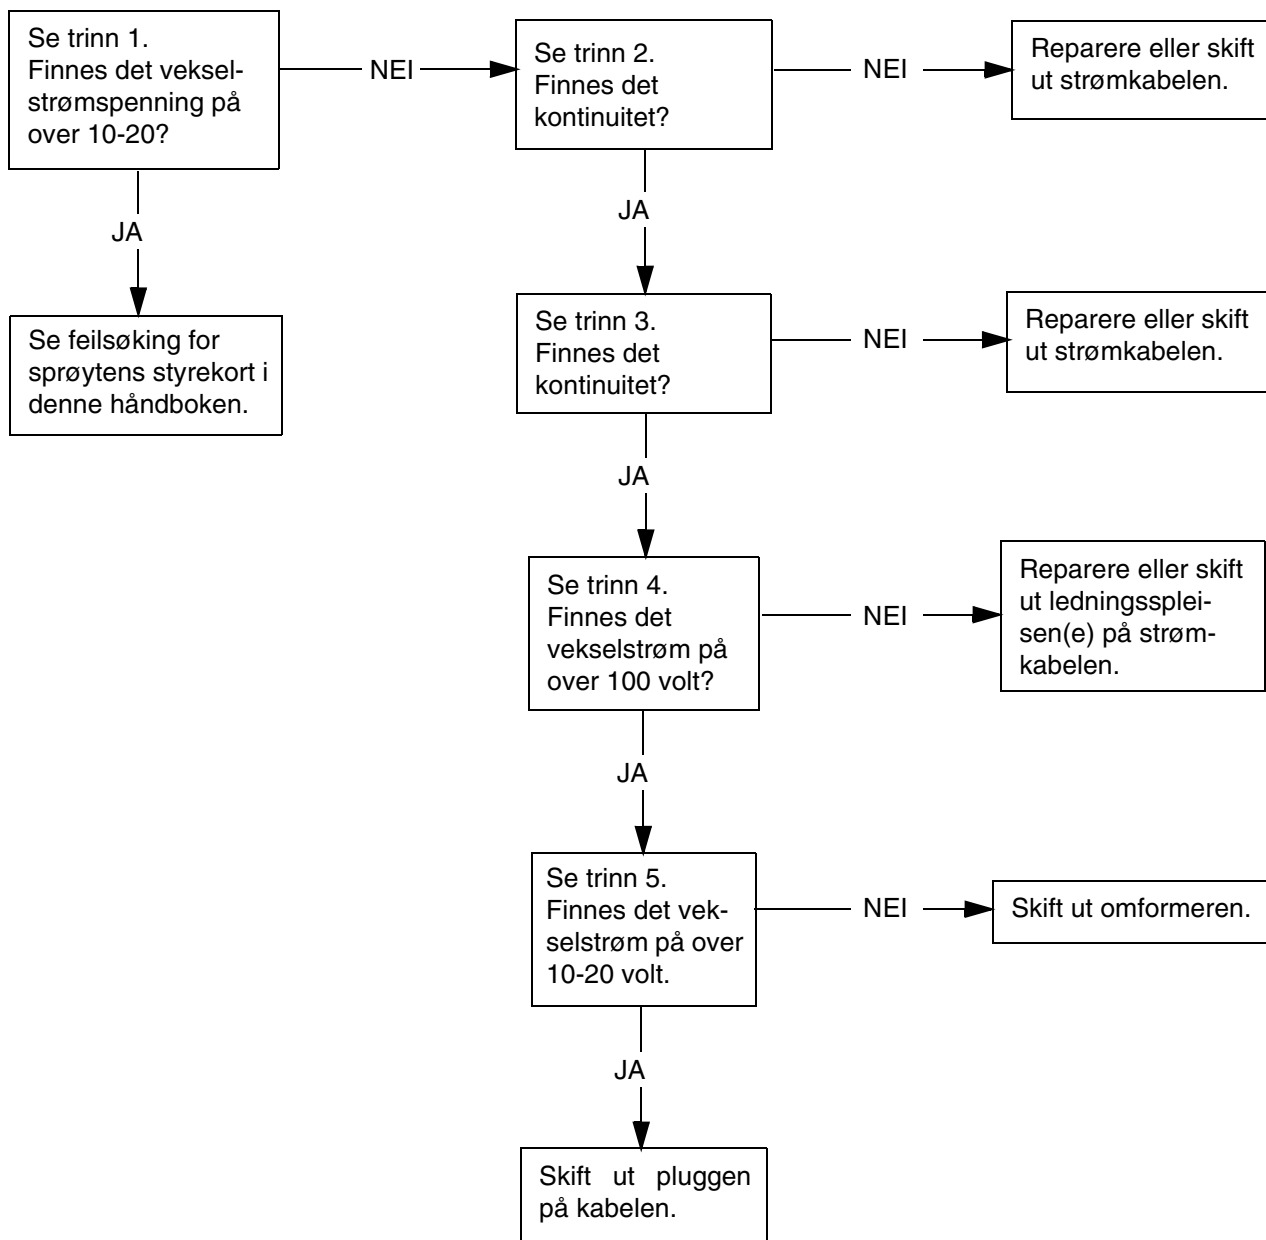 Se trinn 1.
Finnes det veksel-
strømspenning på
over 10-20?
NEI
Se trinn 2.
Finnes det
kontinuitet?
NEI
Reparere eller skift
ut strømkabelen.
JA
JA
Se feilsøking for
sprøytens styrekort i
denne håndboken.
Se trinn 3.
Finnes det
kontinuitet?
NEI
Reparere eller skift
ut strømkabelen.
JA
Se trinn 4.
Finnes det
vekselstrøm på
over 100 volt?
NEI
Reparere eller skift
ut ledningssplei-
sen(e) på strøm-
kabelen.
JA
Se trinn 5.
Finnes det vek-
selstrøm på over
10-20 volt.
NEI
Skift ut omformeren.
JA
Skift ut pluggen
på kabelen.